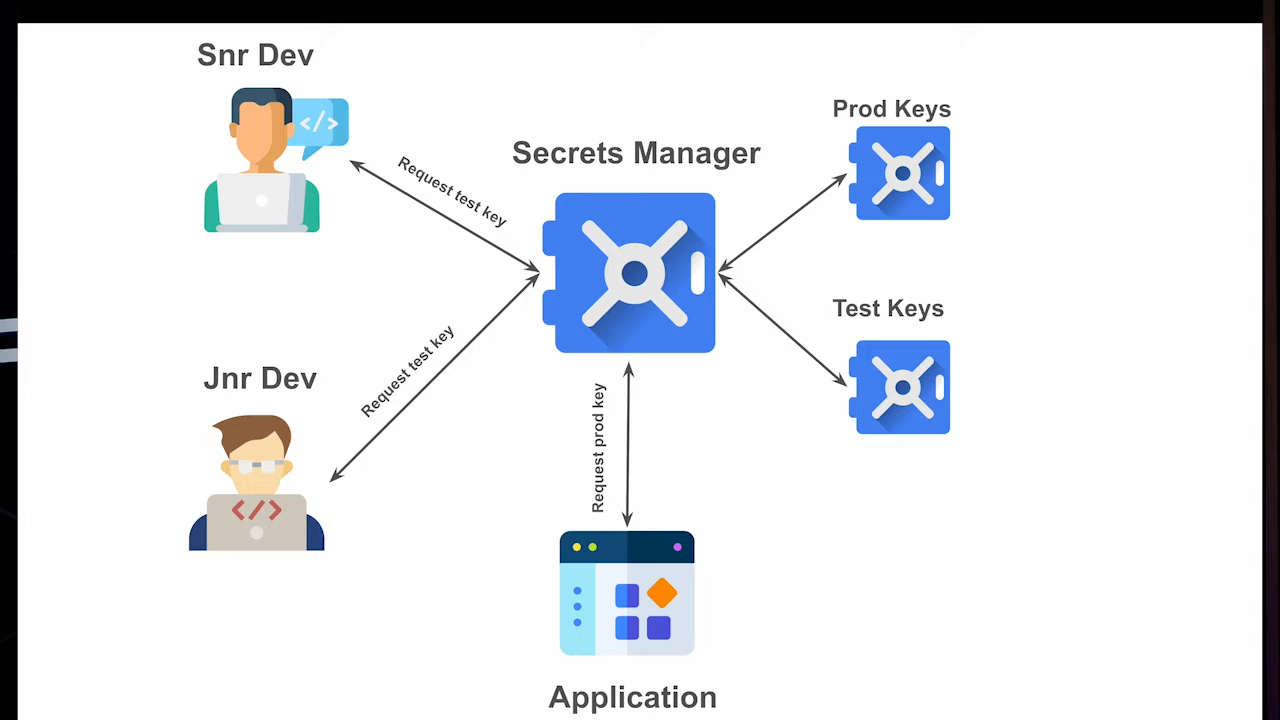 Snr Dev
</>
Prod Keys
Secrets Manager
Request test key
Test Keys
Request test key
Jnr Dev
Request prod key
</>
Application